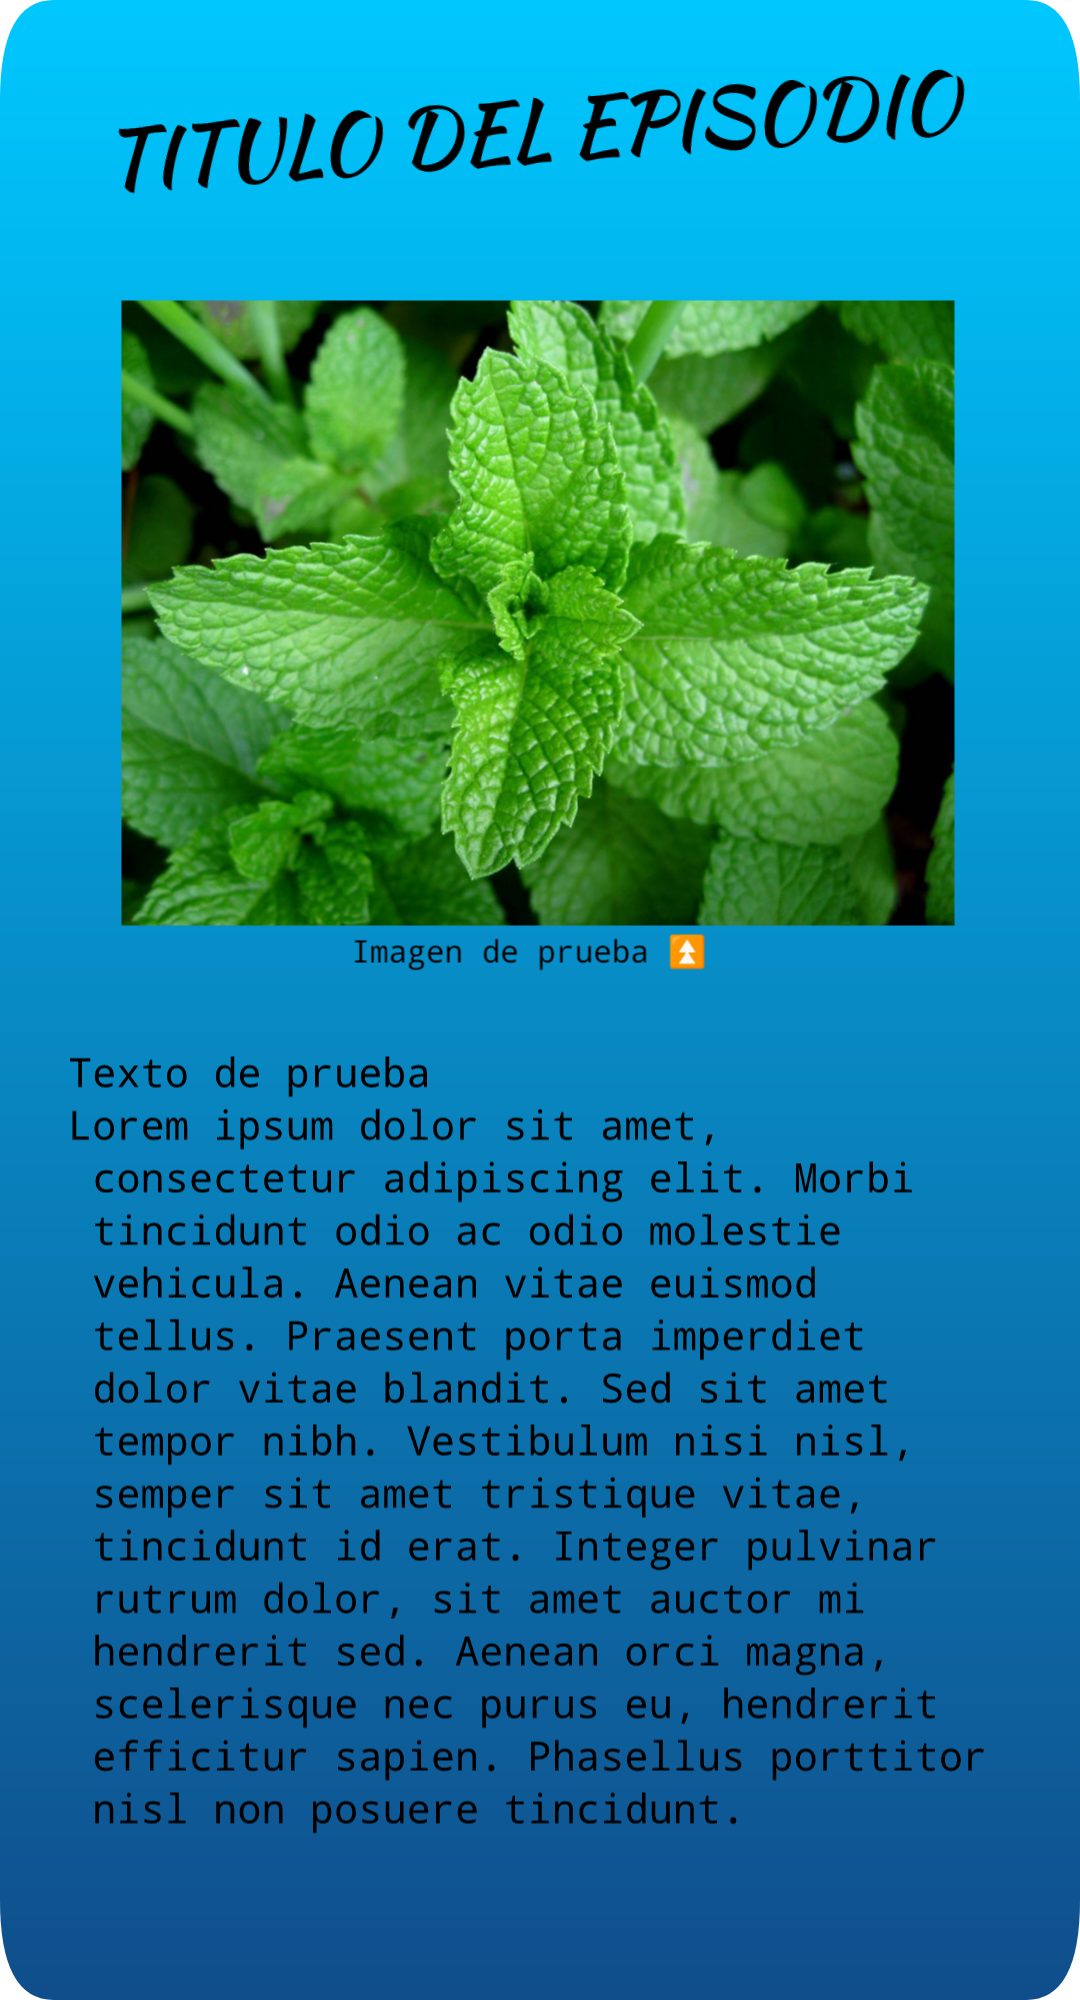 TITULO DEL EPISODIO
Imagen de prueba ⏫
Texto de prueba
Lorem ipsum dolor sit amet,
consectetur adipiscing elit. Morbi
tincidunt odio ac odio molestie
vehicula. Aenean vitae euismod
tellus. Praesent porta imperdiet
dolor vitae blandit. Sed sit amet
tempor nibh. Vestibulum nisi nisl,
semper sit amet tristique vitae,
tincidunt id erat. Integer pulvinar
rutrum dolor, sit amet auctor mi
hendrerit sed. Aenean orci magna,
scelerisque nec purus eu, hendrerit
efficitur sapien. Phasellus porttitor
nisl non posuere tincidunt.